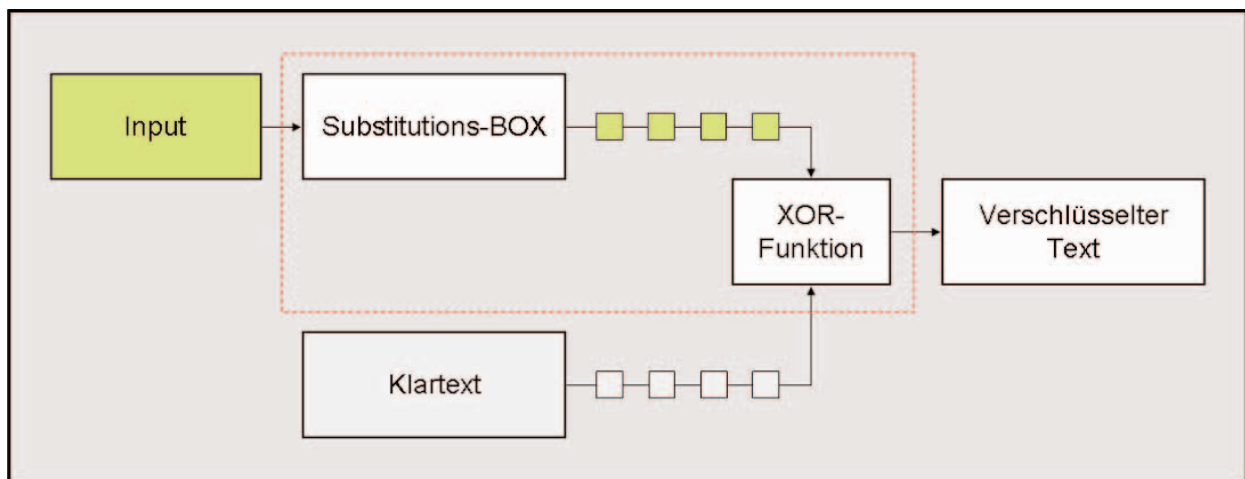 Input
Substitutions-BOX
XOR-
Funktion
Verschlüsselter
Text
Klartext